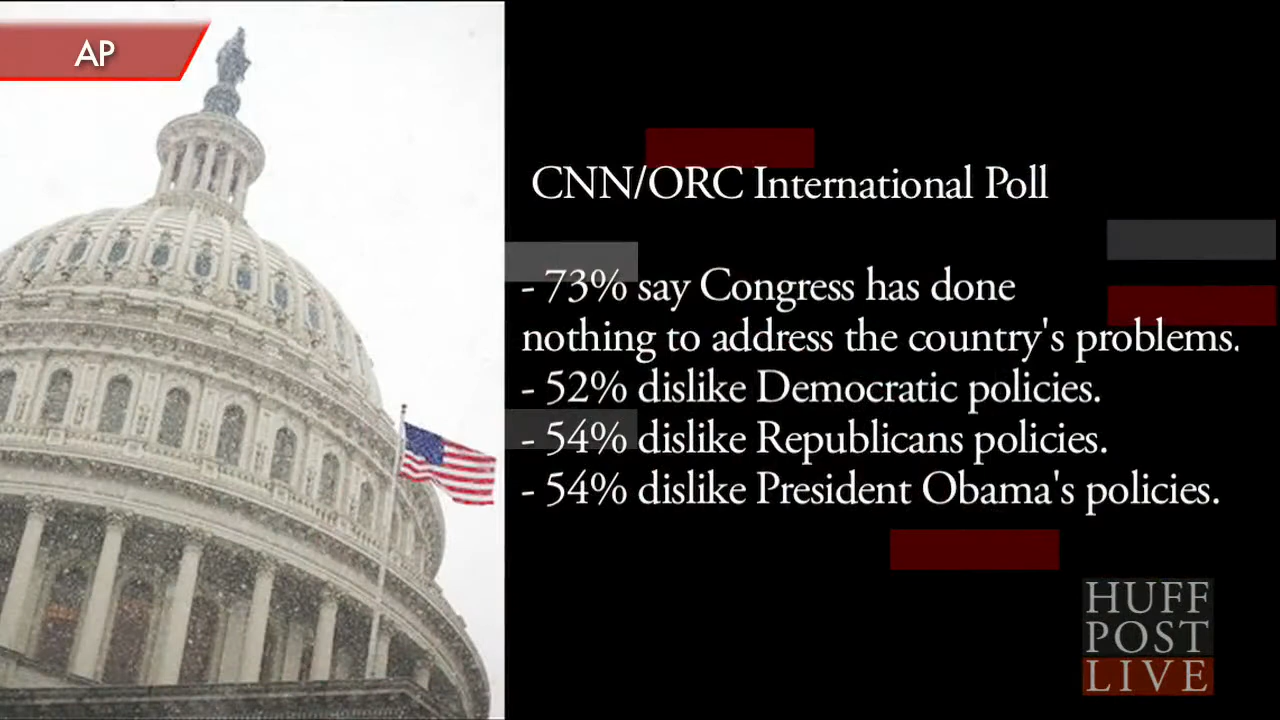 AP
CNN/ORC International Poll
- 73% say Congress has done
nothing to address the country's problems.
- 52% dislike Democratic policies.
- 54% dislike Republicans policies.
- 54% dislike President Obama's policies.
HUFF
POST
LIVE